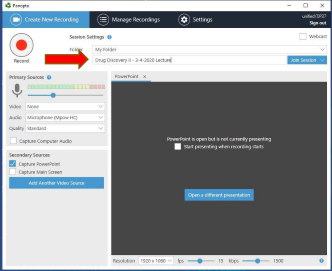 Panopto
Create New Recording
Manage Recordings
Settings
Sign out
Record
Session Settings
Webcast
Folder
My Folder
Drug Discovery II - 3-4-2020 Lecture
Join Session
Primary Sources
Video None
Audio Microphone (Mpow HC)
Quality Standard
Capture Computer Audio
Secondary Sources
Capture PowerPoint
Capture Main Screen
Add Another Video Source
PowerPoint X
PowerPoint is open but is not currently presenting
Start presenting when recording starts
Open a different presentation
Resolution 1920 x 1080 fps 15 kbps 1500